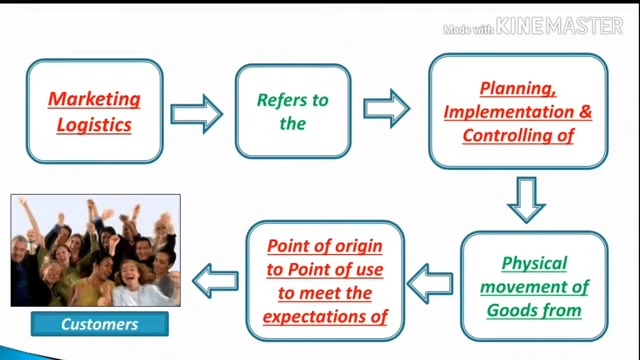 Made with KINEMASTER
Marketing
Logistics
Refers to
the
Planning,
Implementation &
Controlling of
Physical
movement of
Goods from
Point of origin
to Point of use
to meet the
expectations of
Customers